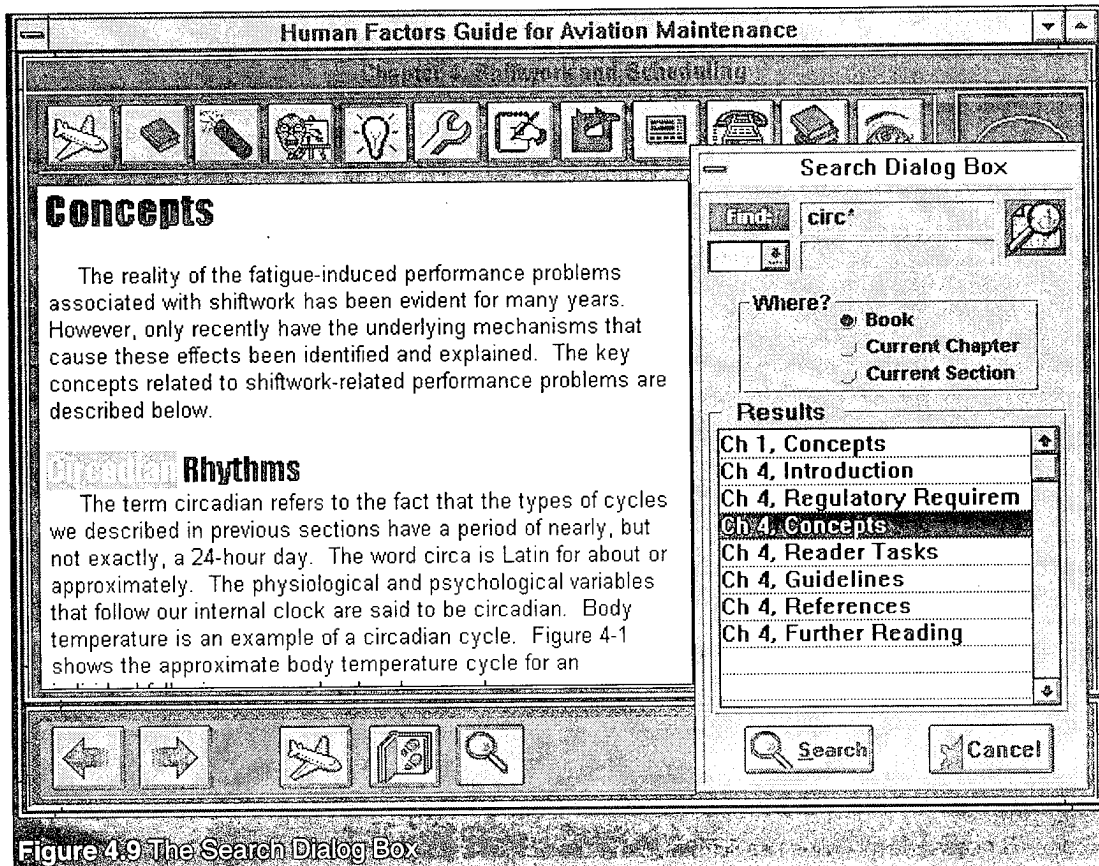 Human Factors Guide for Aviation Maintenance
Chapter 4: Shiftwork and Scheduling
Concepts
The reality of the fatigue-induced performance problems
associated with shiftwork has been evident for many years.
However, only recently have the underlying mechanisms that
cause these effects been identified and explained. The key
concepts related to shiftwork-related performance problems are
described below.
Circadian Rhythms
The term circadian refers to the fact that the types of cycles
we described in previous sections have a period of nearly, but
not exactly, a 24-hour day. The word circa is Latin for about or
approximately. The physiological and psychological variables
that follow our internal clock are said to be circadian. Body
temperature is an example of a circadian cycle. Figure 4-1
shows the approximate body temperature cycle for an
Search Dialog Box
Find: circ*
Where?
Book
Current Chapter
Current Section
Results
Ch 1, Concepts
Ch 4, Introduction
Ch 4, Regulatory Requirem
Ch 4, Concepts
Ch 4, Reader Tasks
Ch 4, Guidelines
Ch 4, References
Ch 4, Further Reading
Search
Cancel
Figure 4.9 The Search Dialog Box